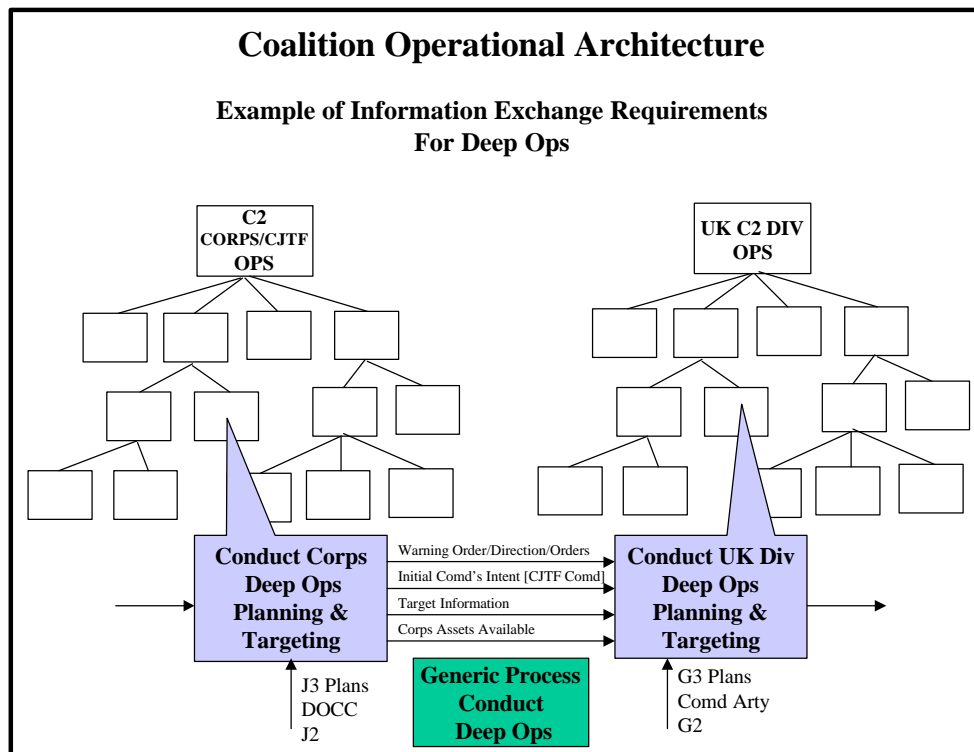 Coalition Operational Architecture
Example of Information Exchange Requirements
For Deep Ops
C2
CORPS/CJTF
OPS
UK C2 DIV
OPS
Conduct Corps
Deep Ops
Planning &
Targeting
Warning Order/Direction/Orders
Initial Comd's Intent [CJTF Comd]
Target Information
Corps Assets Available
Conduct UK Div
Deep Ops
Planning &
Targeting
J3 Plans
DOCC
J2
Generic Process
Conduct
Deep Ops
G3 Plans
Comd Arty
G2